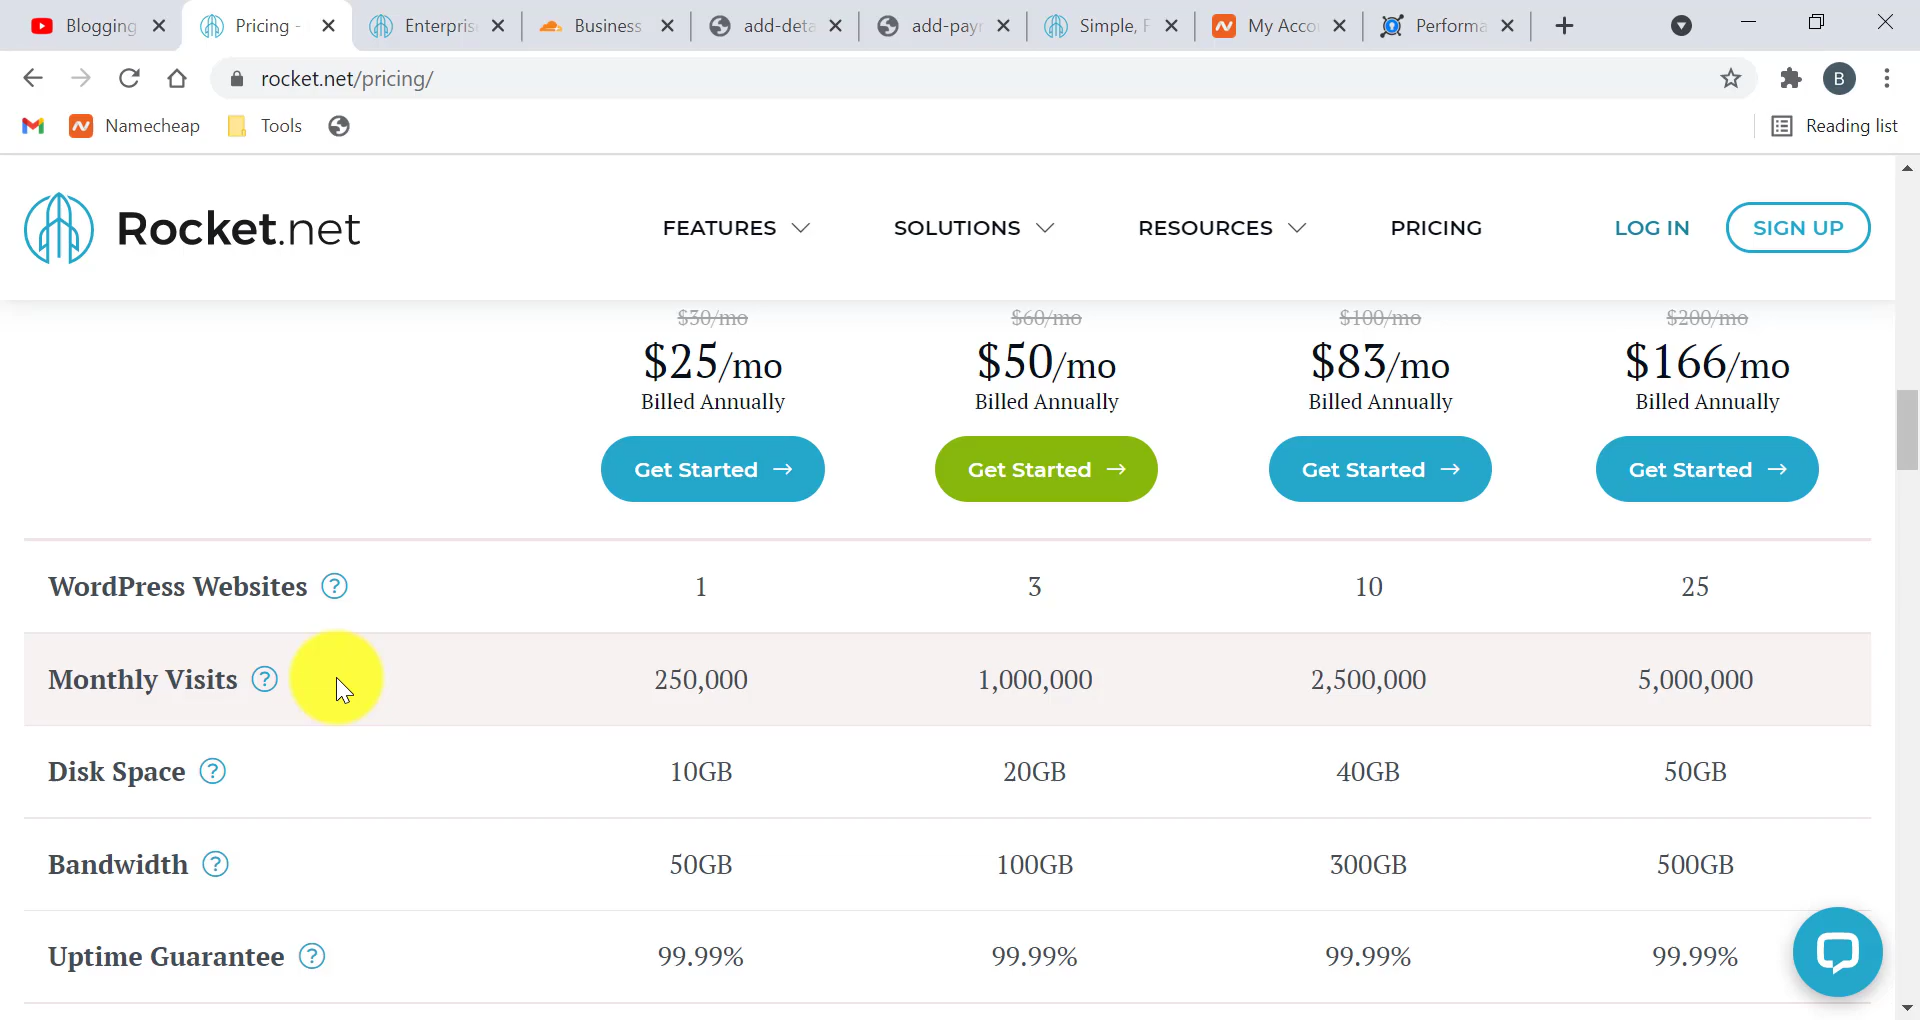 Blogging Pricing - Enterpris Business add-deta add-payr Simple, F My Acco Performa
rocket.net/pricing/
B
Namecheap Tools Reading list
Rocket.net FEATURES SOLUTIONS RESOURCES PRICING LOG IN SIGN UP
$30/mo $60/mo $100/mo $200/mo
$25/mo $50/mo $83/mo $166/mo
Billed Annually Billed Annually Billed Annually Billed Annually
Get Started → Get Started → Get Started → Get Started →
WordPress Websites ? 1 3 10 25
Monthly Visits ? 250,000 1,000,000 2,500,000 5,000,000
Disk Space ? 10GB 20GB 40GB 50GB
Bandwidth ? 50GB 100GB 300GB 500GB
Uptime Guarantee ? 99.99% 99.99% 99.99% 99.99%